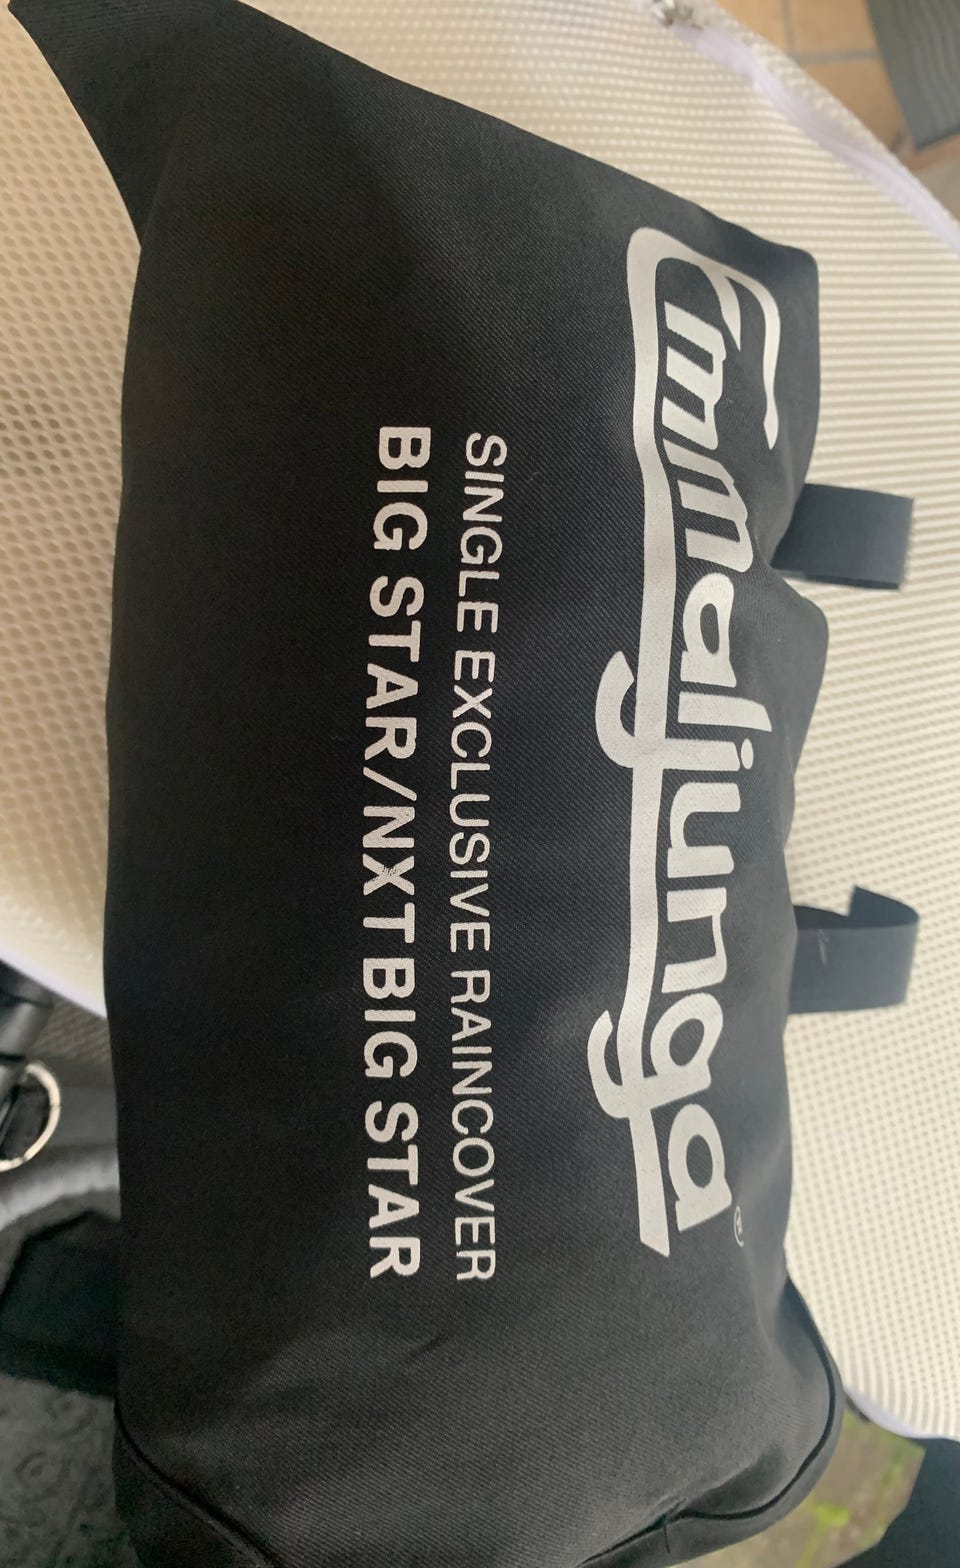 Emmaljunga®
SINGLE EXCLUSIVE RAINCOVER
BIG STAR/NXT BIG STAR